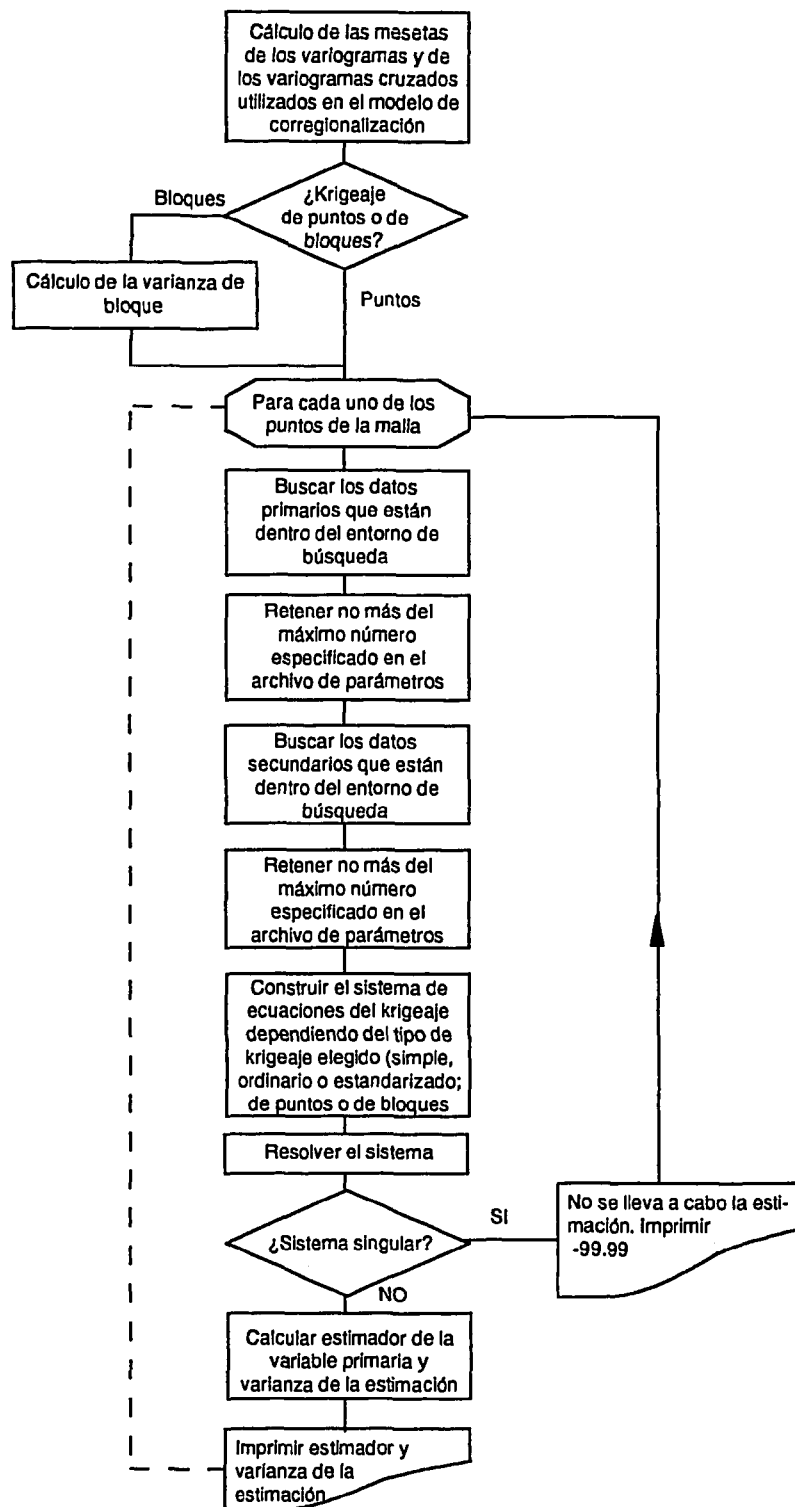 Cálculo de las mesetas
de los variogramas y de
los variogramas cruzados
utilizados en el modelo de
corregionalización
Bloques
¿Krigeaje
de puntos o de
bloques?
Cálculo de la varianza de
bloque
Puntos
Para cada uno de los
puntos de la malla
Buscar los datos
primarios que están
dentro del entorno de
búsqueda
Retener no más del
máximo número
especificado en el
archivo de parámetros
Buscar los datos
secundarios que están
dentro del entorno de
búsqueda
Retener no más del
máximo número
especificado en el
archivo de parámetros
Construir el sistema de
ecuaciones del krigeaje
dependiendo del tipo de
krigeaje elegido (simple,
ordinario o estandarizado;
de puntos o de bloques
Resolver el sistema
¿Sistema singular?
SI
No se lleva a cabo la esti-
mación. Imprimir
-99.99
NO
Calcular estimador de la
variable primaria y
varianza de la estimación
Imprimir estimador y
varianza de la
estimación